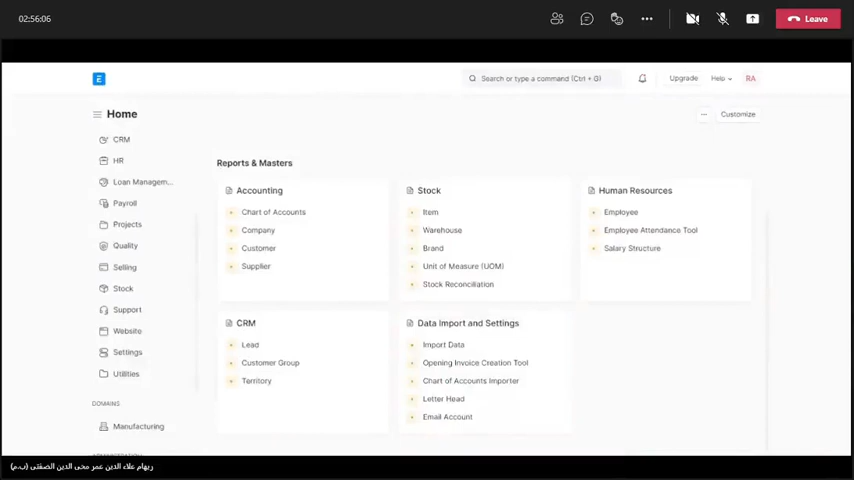 02:56:06
Leave
E
Search or type a command (Ctrl + G)
Upgrade
Help
RA
Home
Customize
CRM
HR
Loan Managem...
Payroll
Projects
Quality
Selling
Stock
Support
Website
Settings
Utilities
DOMAINS
Manufacturing
Reports & Masters
Accounting
Chart of Accounts
Company
Customer
Supplier
Stock
Item
Warehouse
Brand
Unit of Measure (UOM)
Stock Reconciliation
Human Resources
Employee
Employee Attendance Tool
Salary Structure
CRM
Lead
Customer Group
Territory
Data Import and Settings
Import Data
Opening Invoice Creation Tool
Chart of Accounts Importer
Letter Head
Email Account
ريهام علاء الدين عمر محى الدين الصفتى (ب.م)